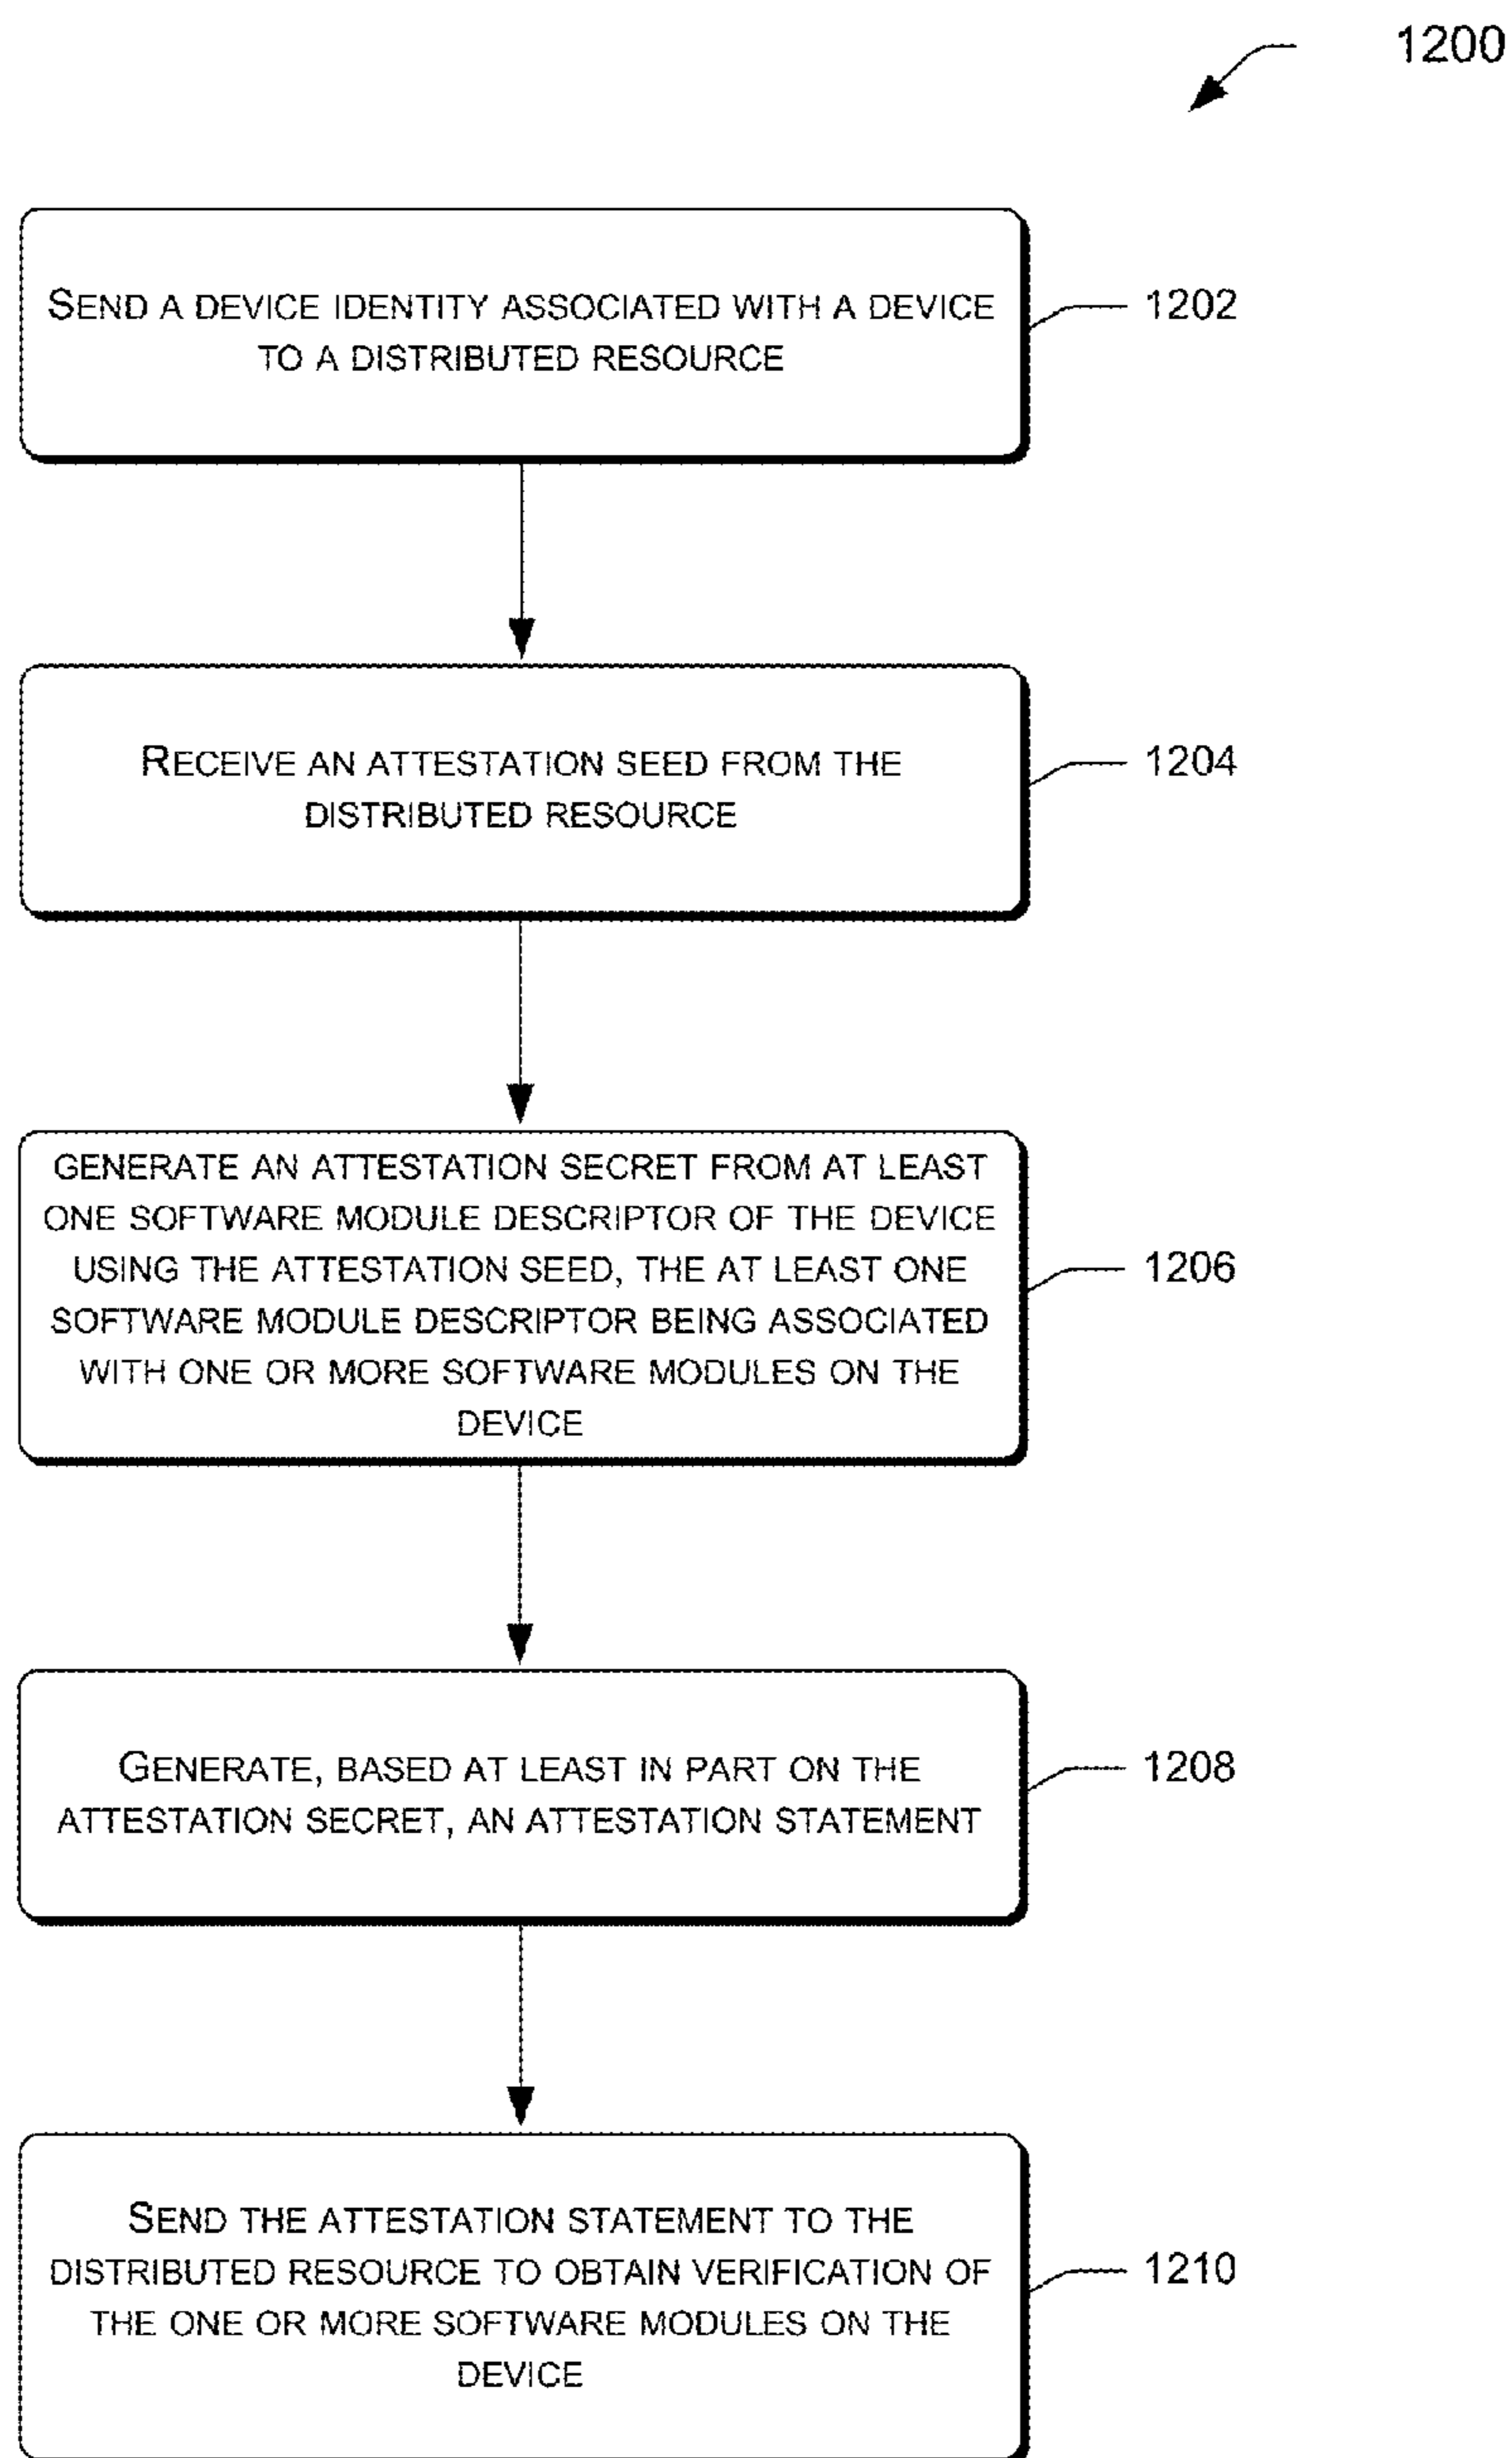 1200
SEND A DEVICE IDENTITY ASSOCIATED WITH A DEVICE
TO A DISTRIBUTED RESOURCE
1202
RECEIVE AN ATTESTATION SEED FROM THE
DISTRIBUTED RESOURCE
1204
GENERATE AN ATTESTATION SECRET FROM AT LEAST
ONE SOFTWARE MODULE DESCRIPTOR OF THE DEVICE
USING THE ATTESTATION SEED, THE AT LEAST ONE
SOFTWARE MODULE DESCRIPTOR BEING ASSOCIATED
WITH ONE OR MORE SOFTWARE MODULES ON THE
DEVICE
1206
GENERATE, BASED AT LEAST IN PART ON THE
ATTESTATION SECRET, AN ATTESTATION STATEMENT
1208
SEND THE ATTESTATION STATEMENT TO THE
DISTRIBUTED RESOURCE TO OBTAIN VERIFICATION OF
THE ONE OR MORE SOFTWARE MODULES ON THE
DEVICE
1210